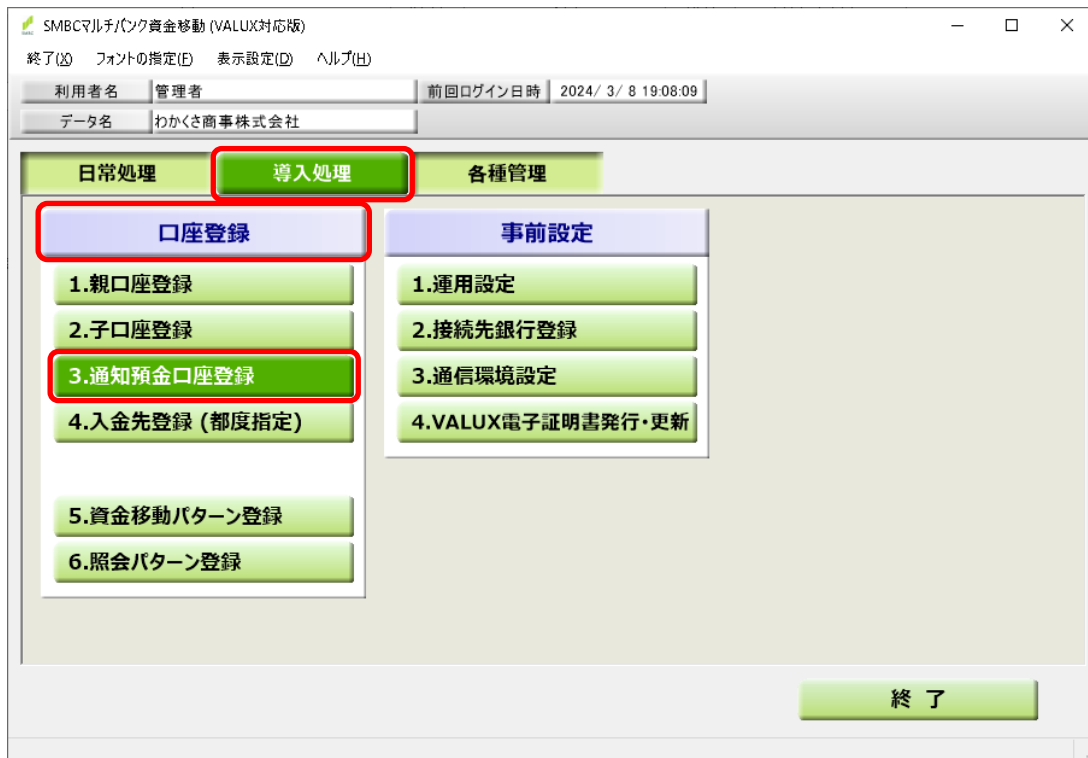 SMBCマルチバンク資金移動 (VALUX対応版)
終了(X) フォントの指定(F) 表示設定(D) ヘルプ(H)
利用者名 管理者 前回ログイン日時 2024/ 3/ 8 19:08:09
データ名 わかくさ商事株式会社
日常処理 導入処理 各種管理
口座登録 事前設定
1.親口座登録 1.運用設定
2.子口座登録 2.接続先銀行登録
3.通知預金口座登録 3.通信環境設定
4.入金先登録 (都度指定) 4.VALUX電子証明書発行・更新
5.資金移動パターン登録
6.照会パターン登録
終 了